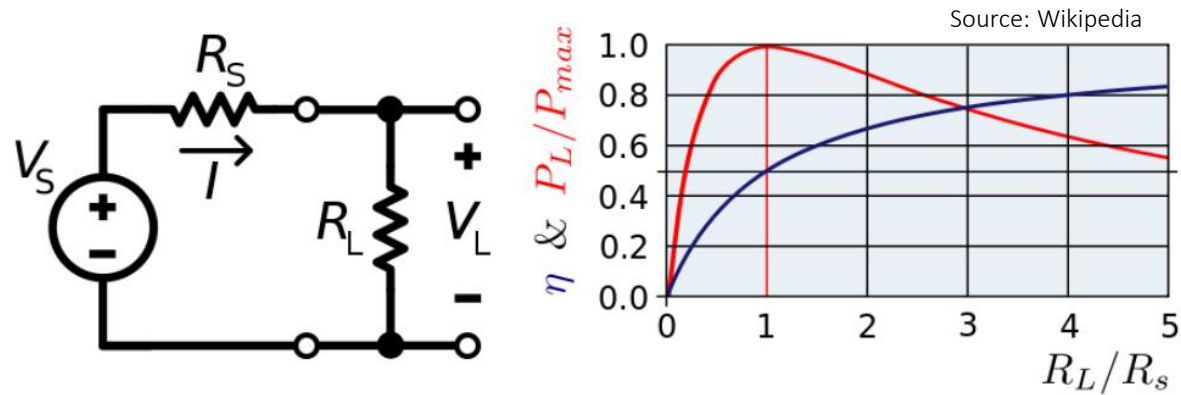 Source: Wikipedia
R_S
V_S
+
−
I
R_L
+
V_L
−
η & P_L/P_max
1.0
0.8
0.6
0.4
0.2
0.0
0 1 2 3 4 5
R_L/R_s